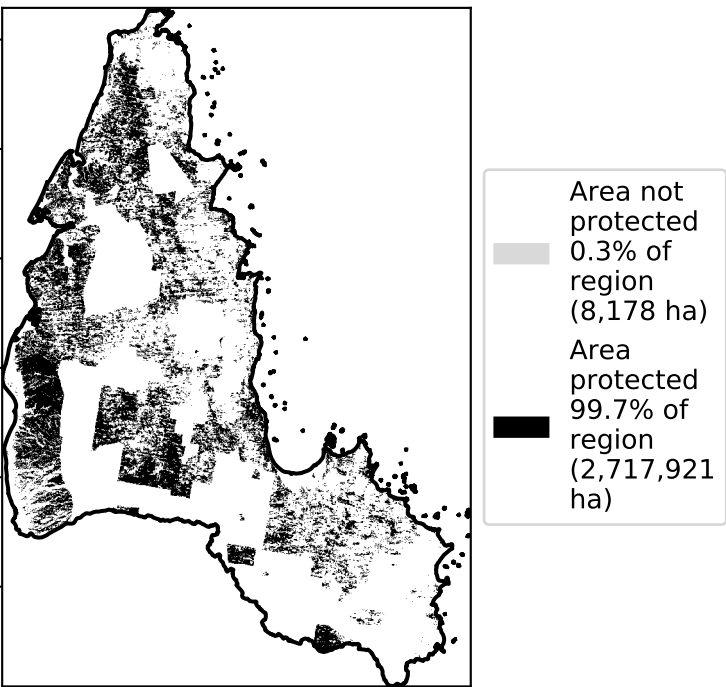 Area not
protected
0.3% of
region
(8,178 ha)
Area
protected
99.7% of
region
(2,717,921
ha)